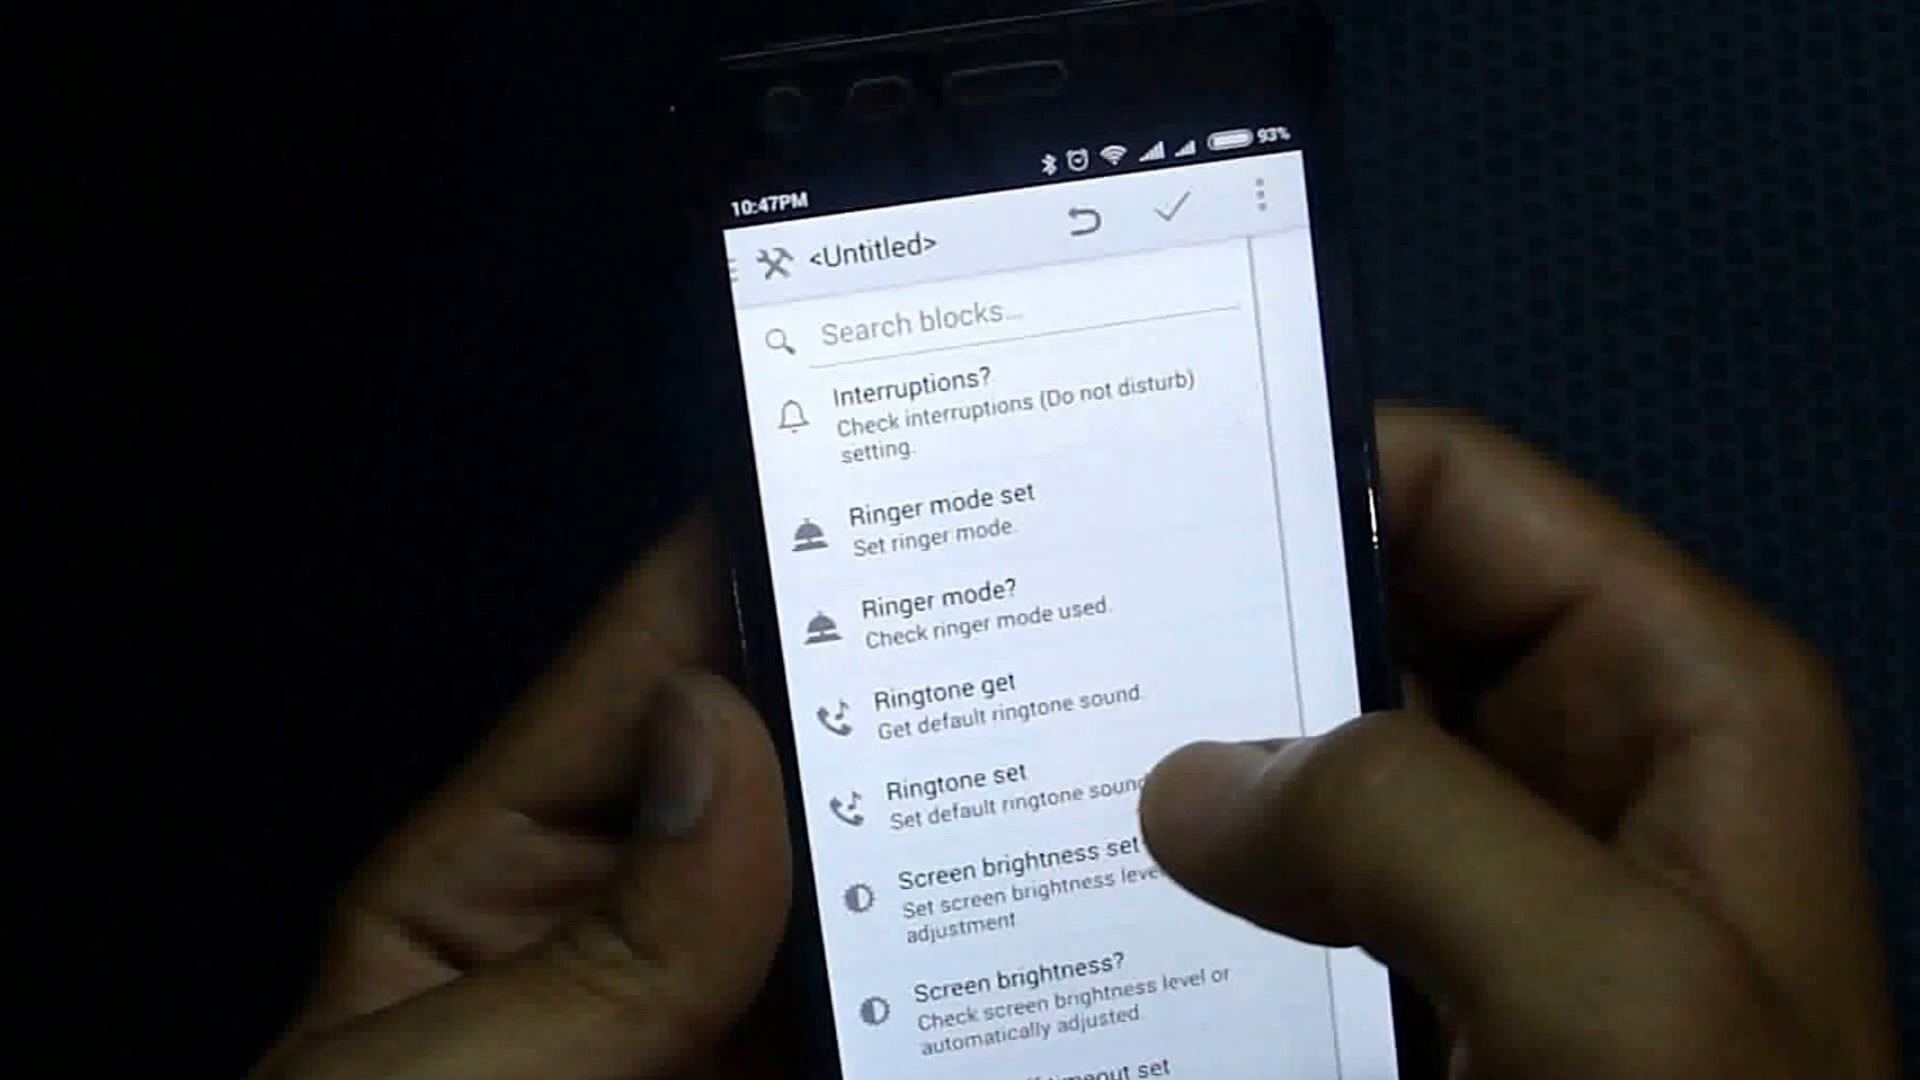 93%
10:47PM
<Untitled>
Search blocks...
Interruptions?
Check interruptions (Do not disturb)
setting.
Ringer mode set
Set ringer mode.
Ringer mode?
Check ringer mode used.
Ringtone get
Get default ringtone sound.
Ringtone set
Set default ringtone sound
Screen brightness set
Set screen brightness
adjustment
Screen brightness?
Check screen brightness level or
automatically adjusted
set